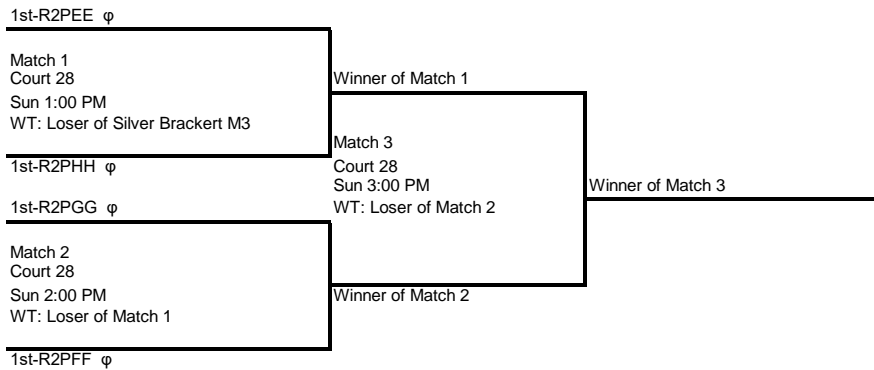 1st-R2PEE φ
Match 1
Court 28
Sun 1:00 PM
WT: Loser of Silver Brackert M3
1st-R2PHH φ
Winner of Match 1
Match 3
Court 28
Sun 3:00 PM
WT: Loser of Match 2
Winner of Match 3
1st-R2PGG φ
Match 2
Court 28
Sun 2:00 PM
WT: Loser of Match 1
1st-R2PFF φ
Winner of Match 2